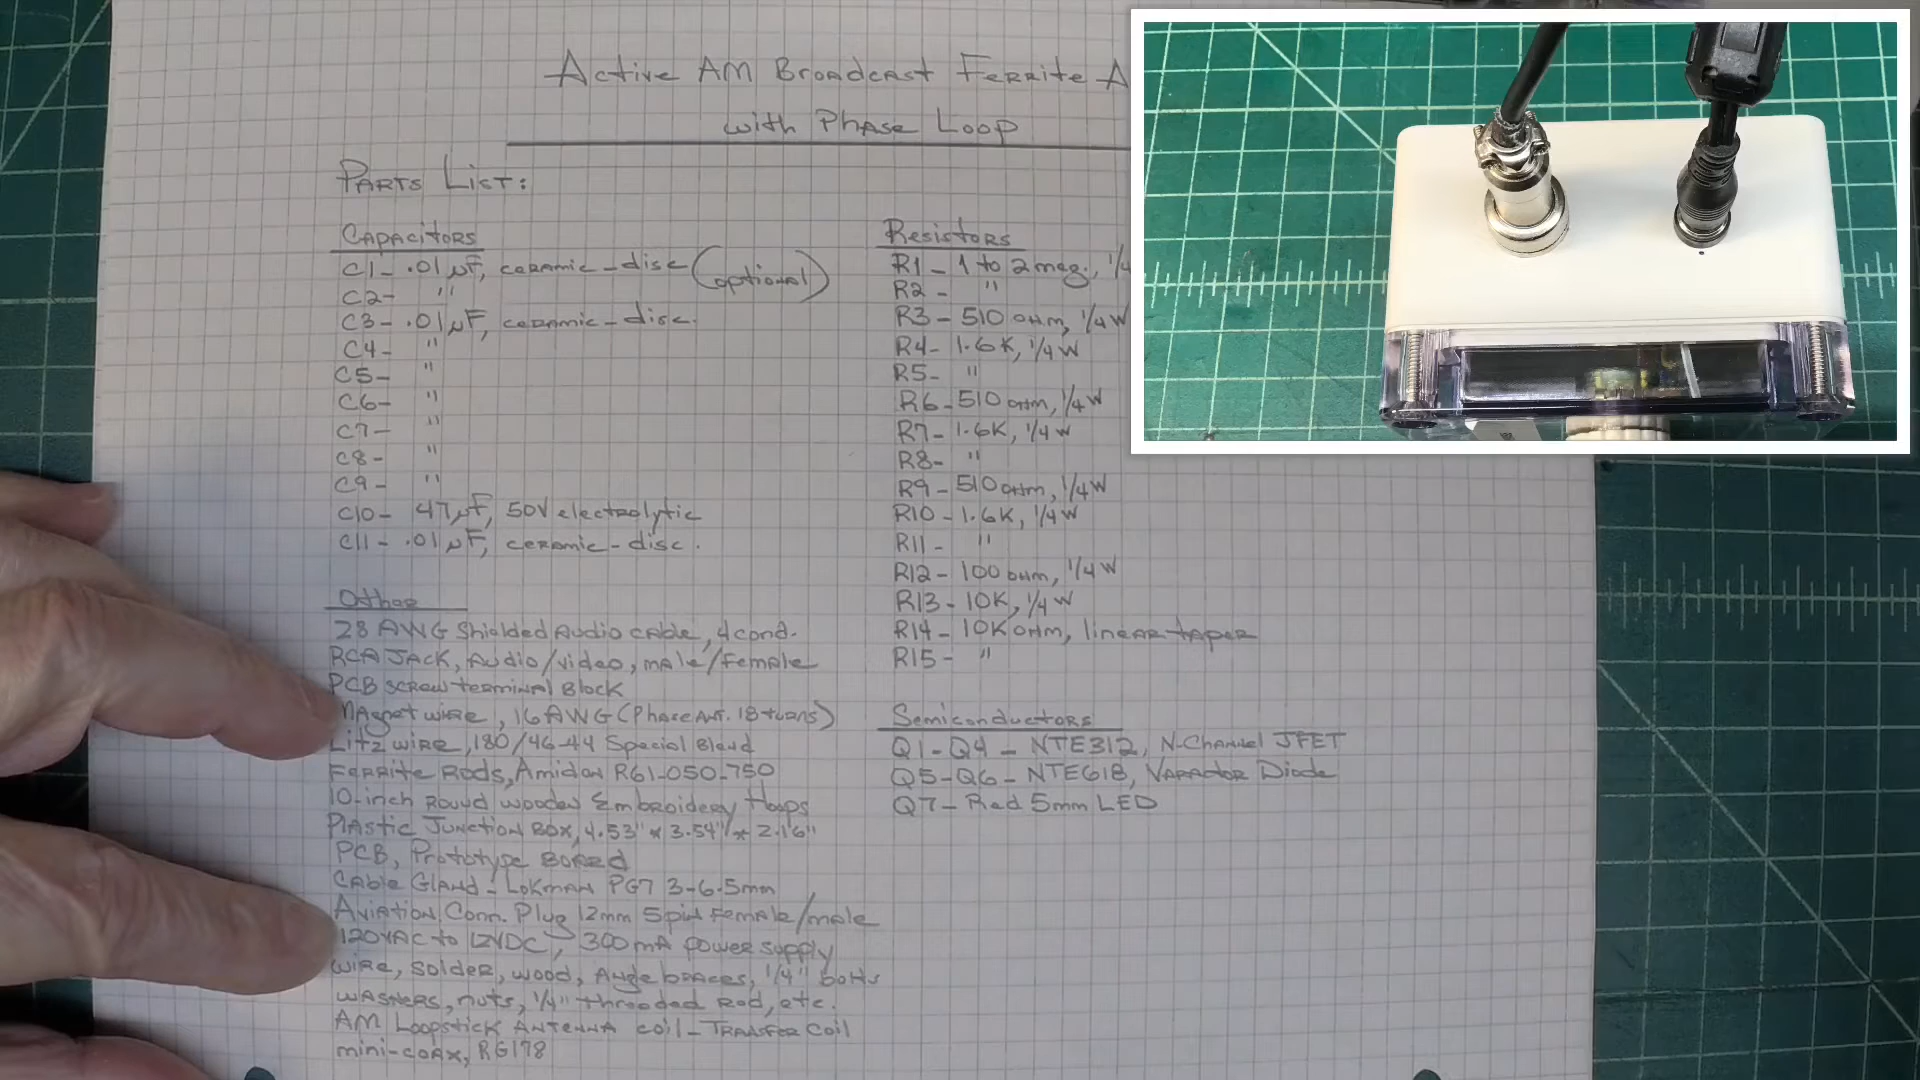 Active AM Broadcast Ferrite A
with Phase Loop
Parts List:
Capacitors
C1- .01 µF, ceramic-disc (optional)
C2- "
C3- .01 µF, ceramic-disc.
C4- "
C5- "
C6- "
C7- "
C8- "
C9- "
C10- 47µF, 50V electrolytic
C11- .01 µF, ceramic-disc.
Other
28 AWG Shielded Audio cable, 4 cond.
RCA Jack, Audio/video, male/female
PCB screw terminal Block
Magnet wire, 16 AWG (Phase Ant. 18 turns)
Litz wire, 180/46-44 Special Blend
Ferrite Rods, Amidon R61-050-750
10-inch Round wooden Embroidery Hoops
Plastic Junction Box, 4.53" * 3.54" * 2.16"
PCB, Prototype Bored
Cable Gland - Lokman PG7 3-6.5mm
Aviation Conn. Plug 12mm 5pin Female/male
120VAC to 12VDC, 300mA power supply
wire, solder, wood, Angle braces, 1/4" bolts
washers, nuts, 1/4" threaded Rod, etc.
AM Loopstick Antenna coil - Transfer Coil
mini-coax, RG178
Resistors
R1- 1 to 2 meg., 1/4
R2- "
R3- 510 ohm, 1/4W
R4- 1.6K, 1/4W
R5- "
R6- 510 ohm, 1/4W
R7- 1.6K, 1/4W
R8- "
R9- 510 ohm, 1/4W
R10- 1.6K, 1/4W
R11- "
R12- 100 ohm, 1/4W
R13- 10K, 1/4W
R14- 10K ohm, linear taper
R15- "
Semiconductors
Q1-Q4 - NTE312, N-Channel JFET
Q5-Q6 - NTE618, Varactor Diode
Q7- Red 5mm LED